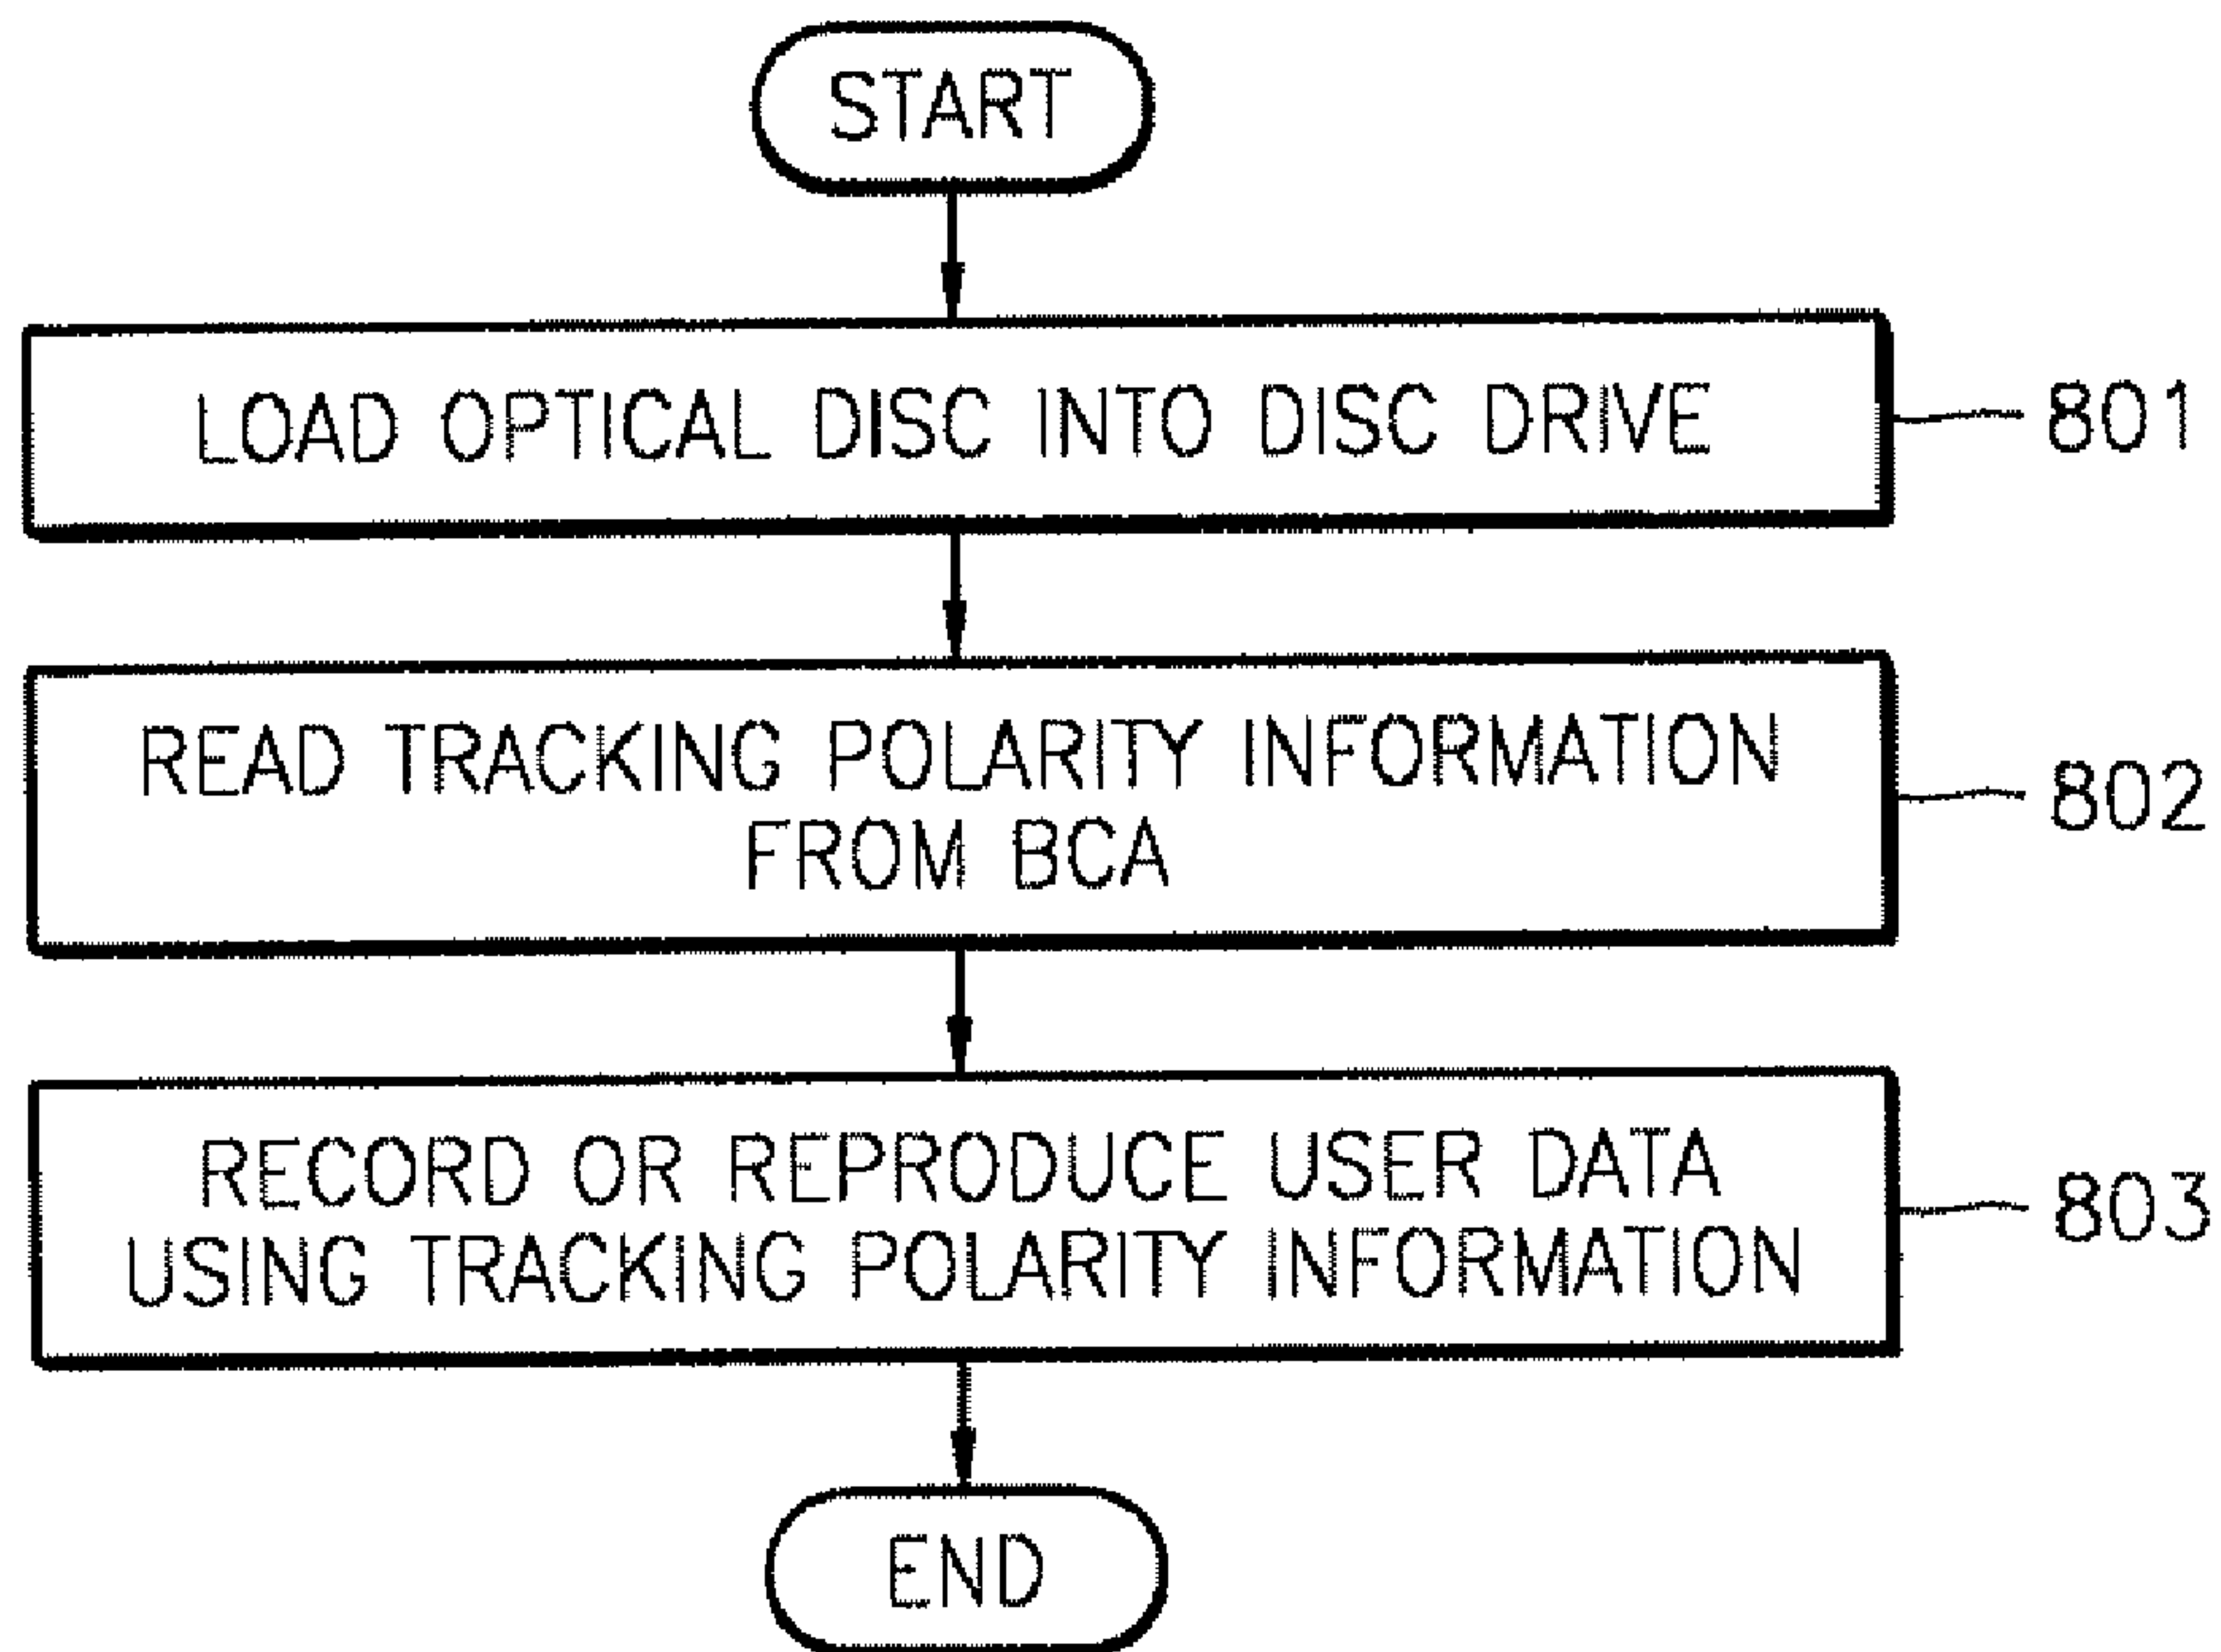 START
LOAD OPTICAL DISC INTO DISC DRIVE
801
READ TRACKING POLARITY INFORMATION
FROM BCA
802
RECORD OR REPRODUCE USER DATA
USING TRACKING POLARITY INFORMATION
803
END